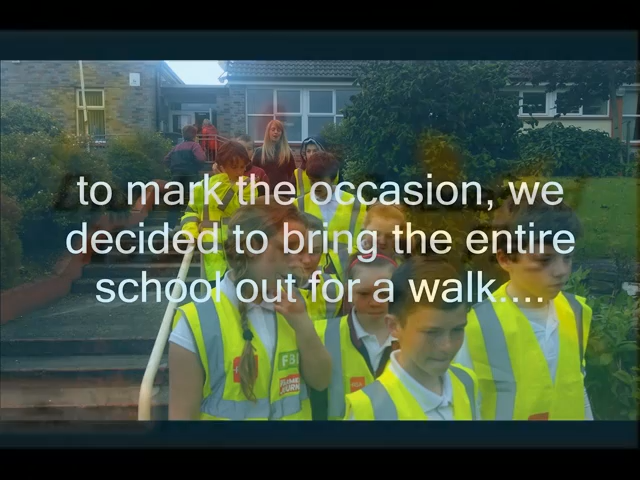 to mark the occasion, we
decided to bring the entire
school out for a walk....